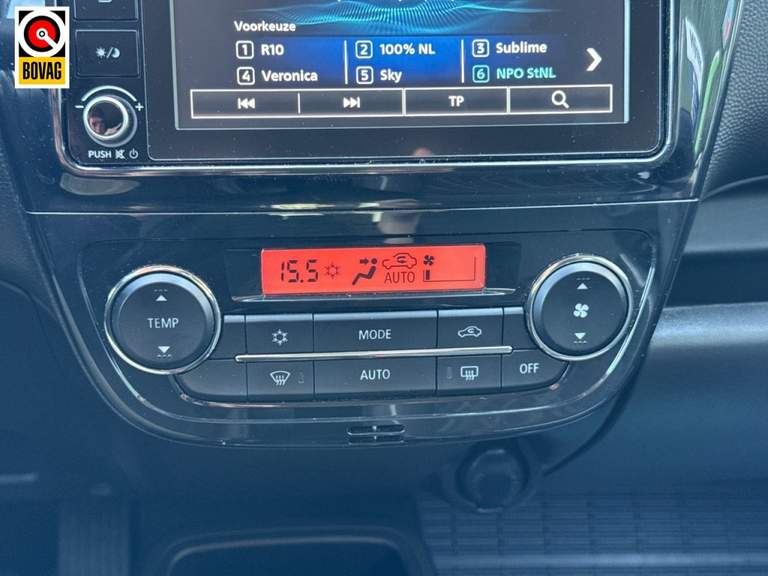 BOVAG
Voorkeuze
1 R10 2 100% NL 3 Sublime
4 Veronica 5 Sky 6 NPO StNL
TP
- +
PUSH
15.5 AUTO
TEMP
MODE
AUTO
OFF